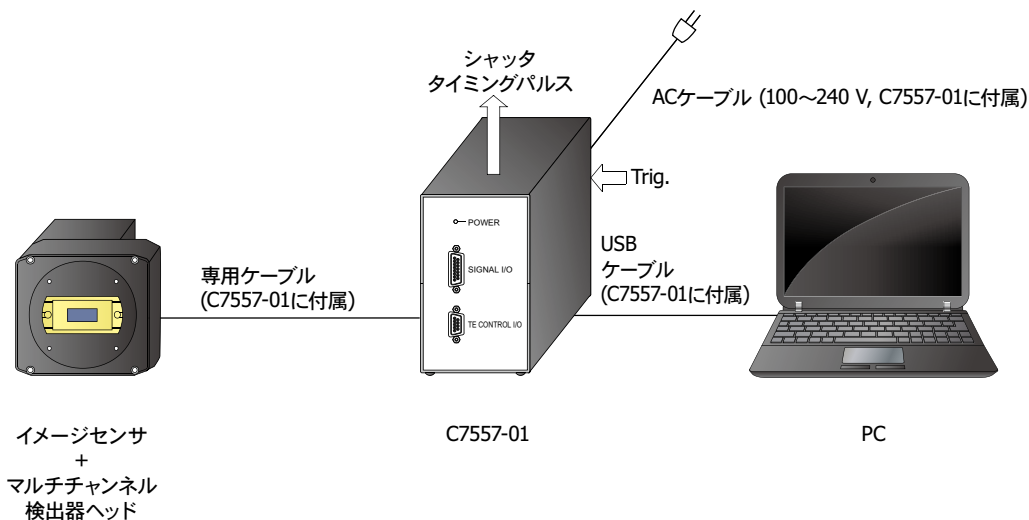 シャッタ
タイミングパルス
ACケーブル (100～240 V, C7557-01に付属)
Trig.
POWER
SIGNAL I/O
TE CONTROL I/O
専用ケーブル
(C7557-01に付属)
USB
ケーブル
(C7557-01に付属)
イメージセンサ
+
マルチチャンネル
検出器ヘッド
C7557-01
PC